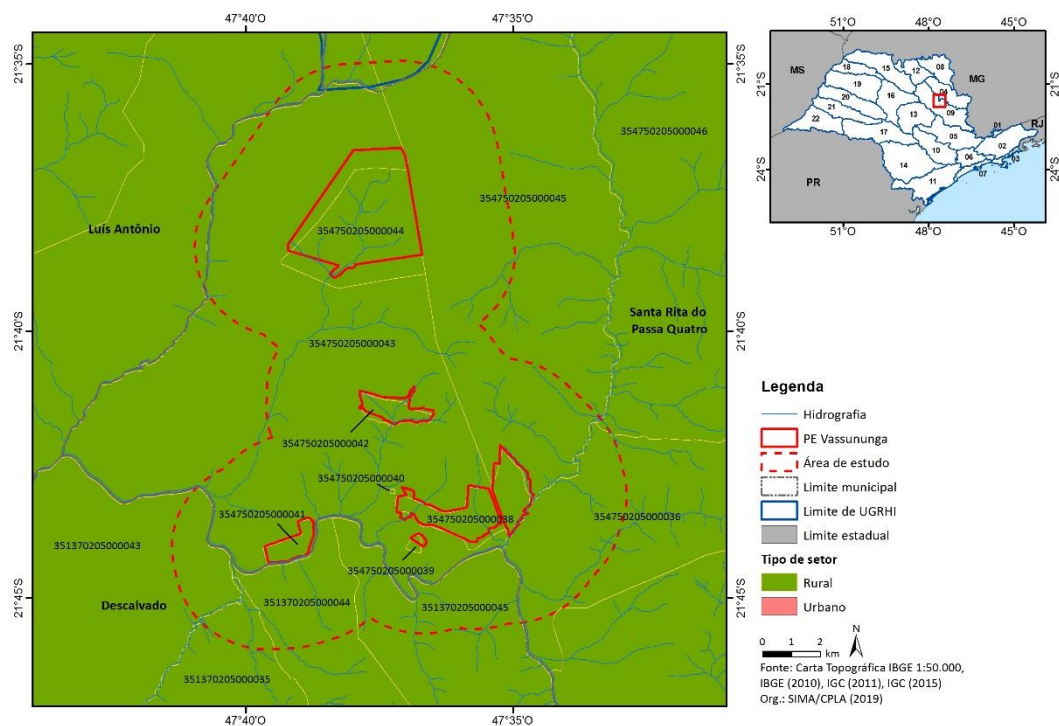 47°40'O
47°35'O
21°35'S
21°35'S
354750205000046
354750205000045
354750205000044
Luís Antônio
Santa Rita do
Passa Quatro
21°40'S
21°40'S
354750205000043
354750205000042
354750205000040
354750205000041
354750205000038
354750205000036
351370205000043
354750205000039
351370205000044
351370205000045
Descalvado
21°45'S
21°45'S
351370205000035
47°40'O
47°35'O
51°O
48°O
45°O
MS
MG
21°S
21°S
18
15
12
08
19
04
16
20
09
21
13
22
17
05
01
RJ
02
10
06
03
14
07
24°S
24°S
PR
11
51°O
48°O
45°O
Legenda
Hidrografia
PE Vassununga
Área de estudo
Limite municipal
Limite de UGRHI
Limite estadual
Tipo de setor
Rural
Urbano
0 1 2
km
N
Fonte: Carta Topográfica IBGE 1:50.000,
IBGE (2010), IGC (2011), IGC (2015)
Org.: SIMA/CPLA (2019)